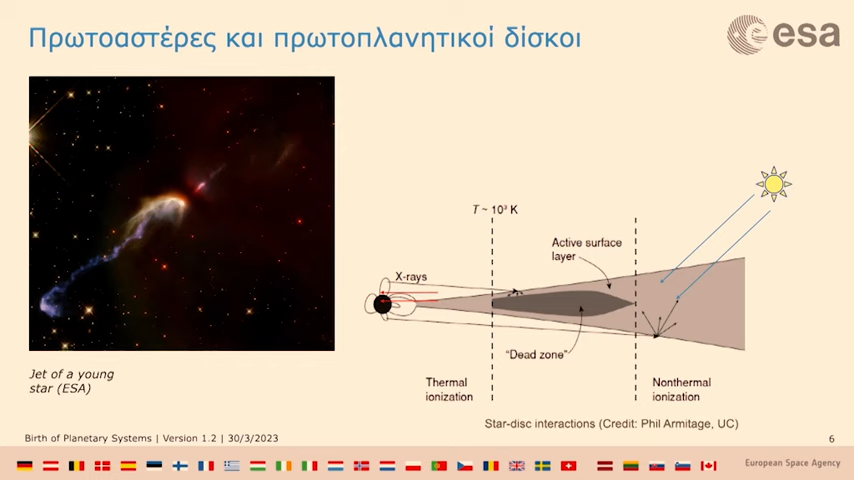 Πρωτοαστέρες και πρωτοπλανητικοί δίσκοι
esa
T ~ 10³ K
Active surface
layer
X-rays
"Dead zone"
Thermal
ionization
Nonthermal
ionization
Jet of a young
star (ESA)
Star-disc interactions (Credit: Phil Armitage, UC)
Birth of Planetary Systems | Version 1.2 | 30/3/2023
6
European Space Agency